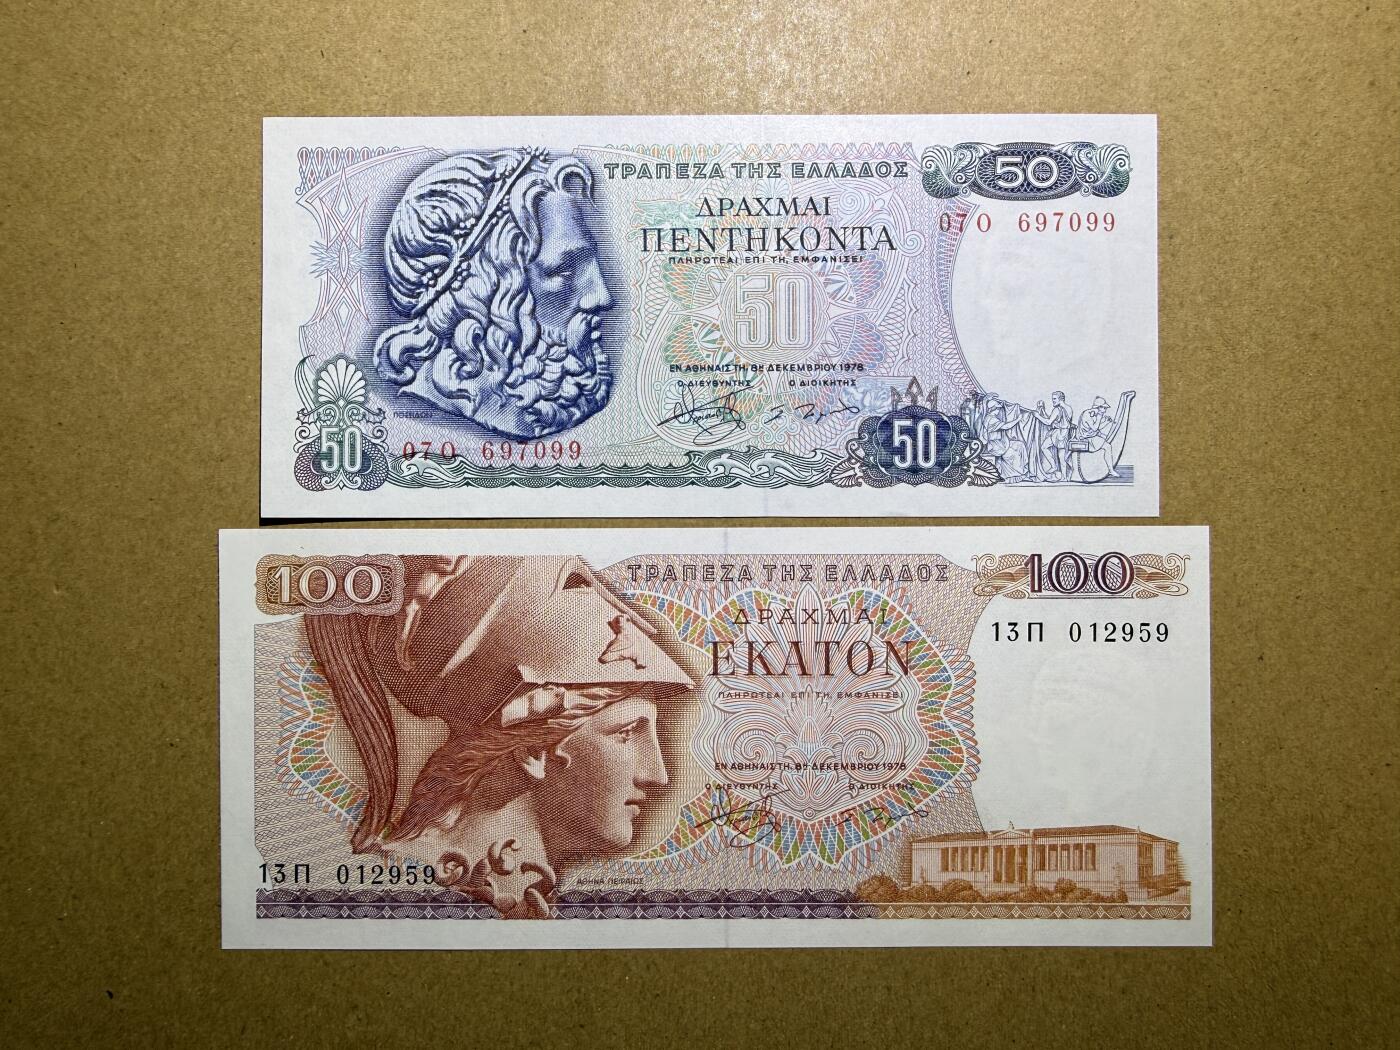 ΤΡΑΠΕΖΑ ΤΗΣ ΕΛΛΑΔΟΣ
50
ΔΡΑΧΜΑΙ
07Ο 697099
ΠΕΝΤΗΚΟΝΤΑ
ΠΛΗΡΩΤΕΑΙ ΕΠΙ ΤΗ, ΕΜΦΑΝΙΣΕΙ
50
ΕΝ ΑΘΗΝΑΙΣ ΤΗ, 8η ΔΕΚΕΜΒΡΙΟΥ 1978
Ο ΔΙΕΥΘΥΝΤΗΣ Ο ΔΙΟΙΚΗΤΗΣ
ΠΟΣΕΙΔΩΝ
50 07Ο 697099 50
100 ΤΡΑΠΕΖΑ ΤΗΣ ΕΛΛΑΔΟΣ 100
ΔΡΑΧΜΑΙ
13Π 012959
ΕΚΑΤΟΝ
ΠΛΗΡΩΤΕΑΙ ΕΠΙ ΤΗ, ΕΜΦΑΝΙΣΕΙ
ΕΝ ΑΘΗΝΑΙΣ ΤΗ, 8η ΔΕΚΕΜΒΡΙΟΥ 1978
Ο ΔΙΕΥΘΥΝΤΗΣ Ο ΔΙΟΙΚΗΤΗΣ
13Π 012959
ΑΘΗΝΑ ΠΕΙΡΑΙΩΣ